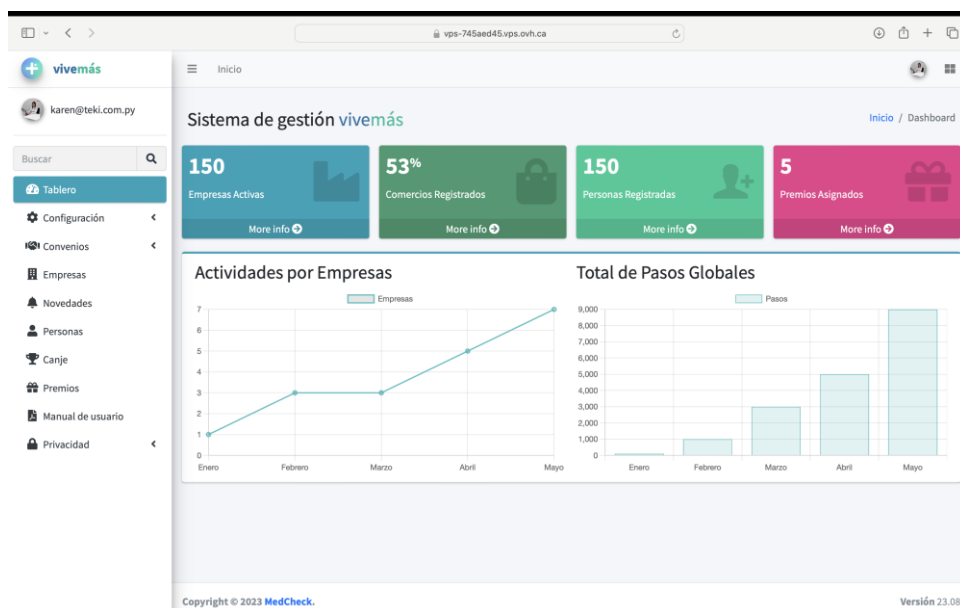 vps-745aed45.vps.ovh.ca
vivemás
Inicio
karen@teki.com.py
Sistema de gestión vivemás
Inicio / Dashboard
Buscar
Tablero
Configuración
Convenios
Empresas
Novedades
Personas
Canje
Premios
Manual de usuario
Privacidad
150
Empresas Activas
More info
53%
Comercios Registrados
More info
150
Personas Registradas
More info
5
Premios Asignados
More info
Actividades por Empresas
Empresas
7
6
5
4
3
2
1
0
Enero Febrero Marzo Abril Mayo
Total de Pasos Globales
Pasos
9,000
8,000
7,000
6,000
5,000
4,000
3,000
2,000
1,000
0
Enero Febrero Marzo Abril Mayo
Copyright © 2023 MedCheck.
Versión 23.08